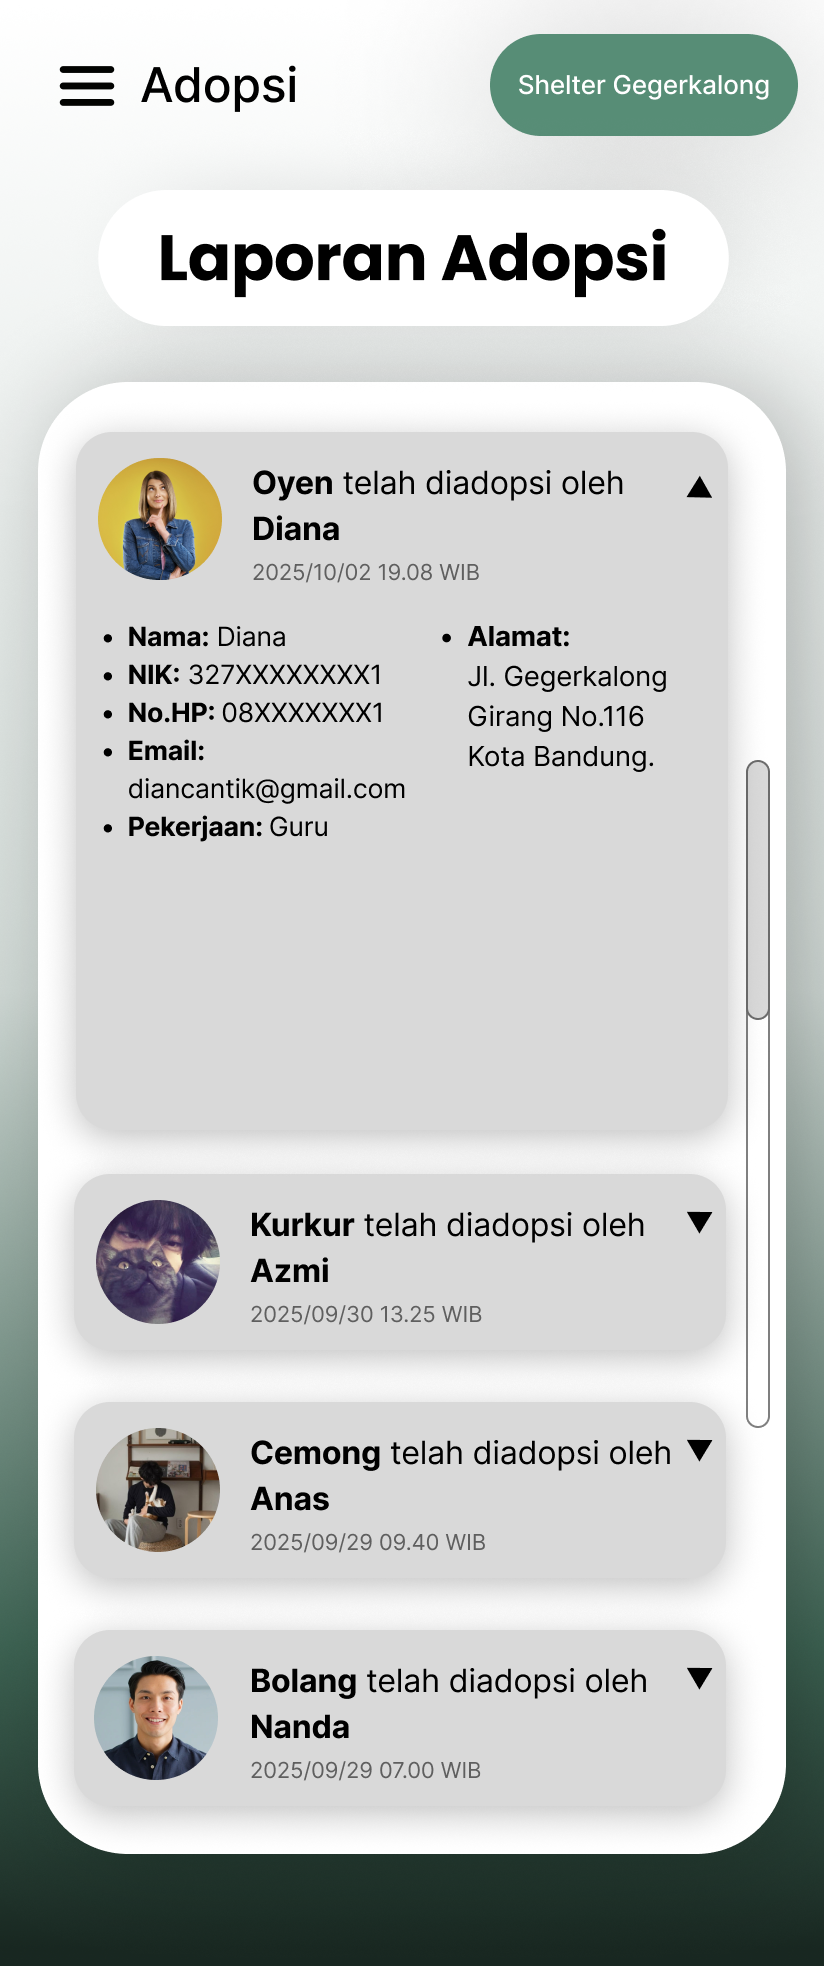 Adopsi
Shelter Gegerkalong
Laporan Adopsi
Oyen telah diadopsi oleh
Diana
2025/10/02 19.08 WIB
• Nama: Diana
• NIK: 327XXXXXXXX1
• No.HP: 08XXXXXXX1
• Email:
diancantik@gmail.com
• Pekerjaan: Guru
• Alamat:
Jl. Gegerkalong
Girang No.116
Kota Bandung.
Kurkur telah diadopsi oleh
Azmi
2025/09/30 13.25 WIB
Cemong telah diadopsi oleh
Anas
2025/09/29 09.40 WIB
Bolang telah diadopsi oleh
Nanda
2025/09/29 07.00 WIB